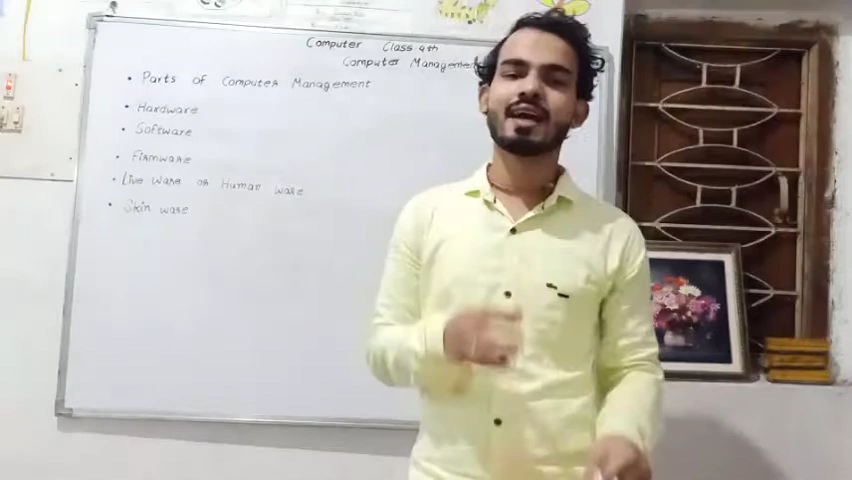 Computer Class 4th
Computer Management
• Parts of Computer Management
• Hardware
• Software
• Firmware
• Live ware or Human ware
• Skin ware